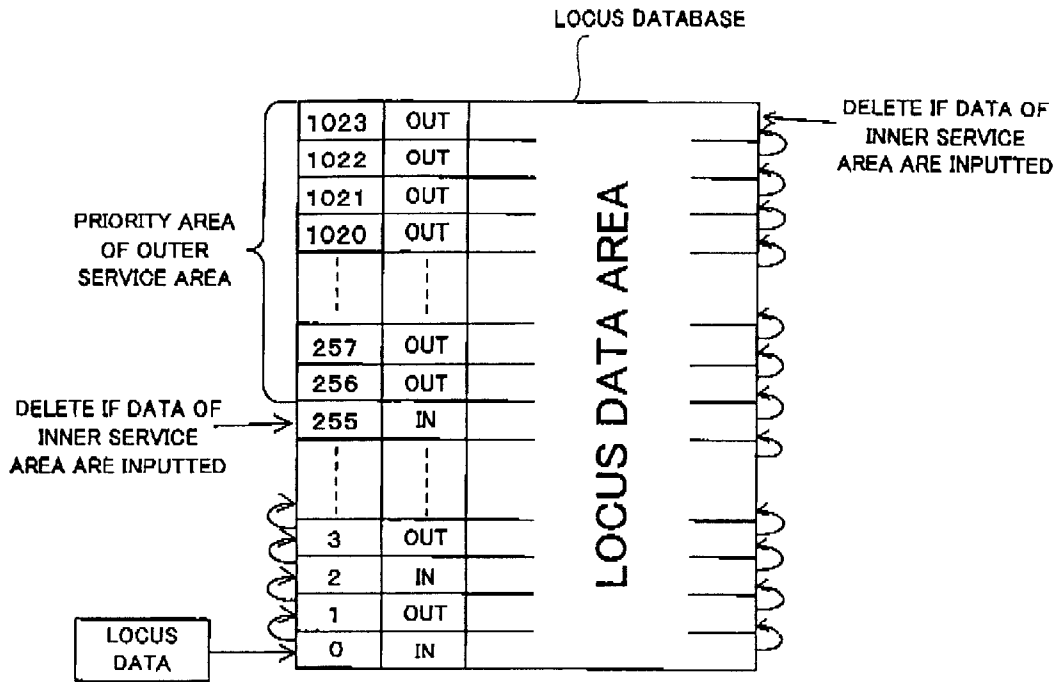 LOCUS DATABASE
1023 OUT
1022 OUT
1021 OUT
1020 OUT
257 OUT
256 OUT
255 IN
3 OUT
2 IN
1 OUT
0 IN
LOCUS DATA AREA
DELETE IF DATA OF
INNER SERVICE
AREA ARE INPUTTED
PRIORITY AREA
OF OUTER
SERVICE AREA
DELETE IF DATA OF
INNER SERVICE
AREA ARE INPUTTED
LOCUS
DATA